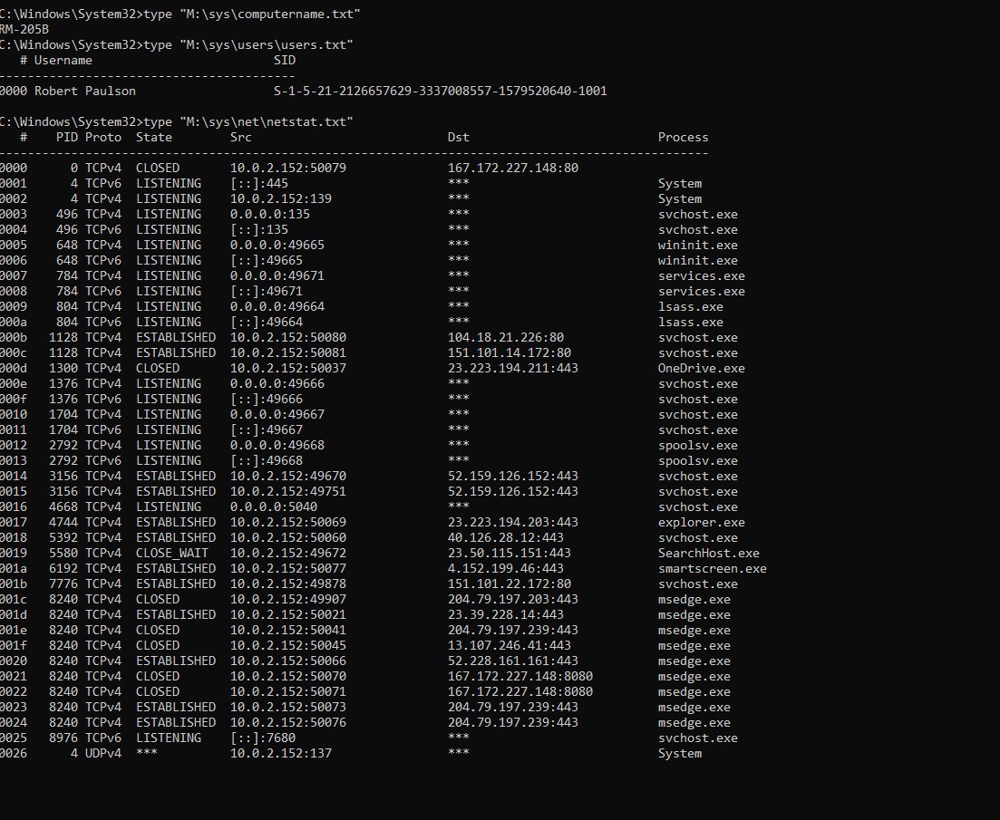 C:\Windows\System32>type "M:\sys\computername.txt"
RM-205B
C:\Windows\System32>type "M:\sys\users\users.txt"
   # Username                         SID
-----------------------------------------
0000 Robert Paulson                   S-1-5-21-2126657629-3337008557-1579520640-1001

C:\Windows\System32>type "M:\sys\net\netstat.txt"
   #    PID Proto  State        Src                           Dst                          Process
--------------------------------------------------------------------------------------------------
0000      0 TCPv4  CLOSED       10.0.2.152:50079              167.172.227.148:80
0001      4 TCPv6  LISTENING    [::]:445                      ***                          System
0002      4 TCPv4  LISTENING    10.0.2.152:139                ***                          System
0003    496 TCPv4  LISTENING    0.0.0.0:135                   ***                          svchost.exe
0004    496 TCPv6  LISTENING    [::]:135                      ***                          svchost.exe
0005    648 TCPv4  LISTENING    0.0.0.0:49665                 ***                          wininit.exe
0006    648 TCPv6  LISTENING    [::]:49665                    ***                          wininit.exe
0007    784 TCPv4  LISTENING    0.0.0.0:49671                 ***                          services.exe
0008    784 TCPv6  LISTENING    [::]:49671                    ***                          services.exe
0009    804 TCPv4  LISTENING    0.0.0.0:49664                 ***                          lsass.exe
000a    804 TCPv6  LISTENING    [::]:49664                    ***                          lsass.exe
000b   1128 TCPv4  ESTABLISHED  10.0.2.152:50080              104.18.21.226:80             svchost.exe
000c   1128 TCPv4  ESTABLISHED  10.0.2.152:50081              151.101.14.172:80            svchost.exe
000d   1300 TCPv4  CLOSED       10.0.2.152:50037              23.223.194.211:443           OneDrive.exe
000e   1376 TCPv4  LISTENING    0.0.0.0:49666                 ***                          svchost.exe
000f   1376 TCPv6  LISTENING    [::]:49666                    ***                          svchost.exe
0010   1704 TCPv4  LISTENING    0.0.0.0:49667                 ***                          svchost.exe
0011   1704 TCPv6  LISTENING    [::]:49667                    ***                          svchost.exe
0012   2792 TCPv4  LISTENING    0.0.0.0:49668                 ***                          spoolsv.exe
0013   2792 TCPv6  LISTENING    [::]:49668                    ***                          spoolsv.exe
0014   3156 TCPv4  ESTABLISHED  10.0.2.152:49670              52.159.126.152:443           svchost.exe
0015   3156 TCPv4  ESTABLISHED  10.0.2.152:49751              52.159.126.152:443           svchost.exe
0016   4668 TCPv4  LISTENING    0.0.0.0:5040                  ***                          svchost.exe
0017   4744 TCPv4  ESTABLISHED  10.0.2.152:50069              23.223.194.203:443           explorer.exe
0018   5392 TCPv4  ESTABLISHED  10.0.2.152:50060              40.126.28.12:443             svchost.exe
0019   5580 TCPv4  CLOSE_WAIT   10.0.2.152:49672              23.50.115.151:443            SearchHost.exe
001a   6192 TCPv4  ESTABLISHED  10.0.2.152:50077              4.152.199.46:443             smartscreen.exe
001b   7776 TCPv4  ESTABLISHED  10.0.2.152:49878              151.101.22.172:80            svchost.exe
001c   8240 TCPv4  CLOSED       10.0.2.152:49907              204.79.197.203:443           msedge.exe
001d   8240 TCPv4  ESTABLISHED  10.0.2.152:50021              23.39.228.14:443             msedge.exe
001e   8240 TCPv4  CLOSED       10.0.2.152:50041              204.79.197.239:443           msedge.exe
001f   8240 TCPv4  CLOSED       10.0.2.152:50045              13.107.246.41:443            msedge.exe
0020   8240 TCPv4  ESTABLISHED  10.0.2.152:50066              52.228.161.161:443           msedge.exe
0021   8240 TCPv4  CLOSED       10.0.2.152:50070              167.172.227.148:8080         msedge.exe
0022   8240 TCPv4  CLOSED       10.0.2.152:50071              167.172.227.148:8080         msedge.exe
0023   8240 TCPv4  ESTABLISHED  10.0.2.152:50073              204.79.197.239:443           msedge.exe
0024   8240 TCPv4  ESTABLISHED  10.0.2.152:50076              204.79.197.239:443           msedge.exe
0025   8976 TCPv6  LISTENING    [::]:7680                     ***                          svchost.exe
0026      4 UDPv4  ***          10.0.2.152:137                ***                          System